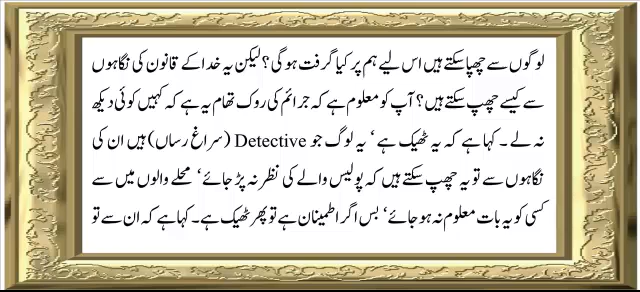 لوگوں سے چھپا سکتے ہیں اس لیے ہم پر کیا گرفت ہوگی؟ لیکن یہ خدا کے قانون کی نگاہوں
سے کیسے چھپ سکتے ہیں؟ آپ کو معلوم ہے کہ جرائم کی روک تھام یہ ہے کہ کہیں کوئی دیکھ
نہ لے ۔ کہا ہے کہ یہ ٹھیک ہے‘ یہ لوگ جو Detective (سراغ رساں) ہیں ان کی
نگاہوں سے تو یہ چھپ سکتے ہیں کہ پولیس والے کی نظر نہ پڑ جائے‘ محلے والوں میں سے
کسی کو یہ بات معلوم نہ ہو جائے‘ بس اگر اطمینان ہے تو پھر ٹھیک ہے۔ کہا ہے کہ ان سے تو